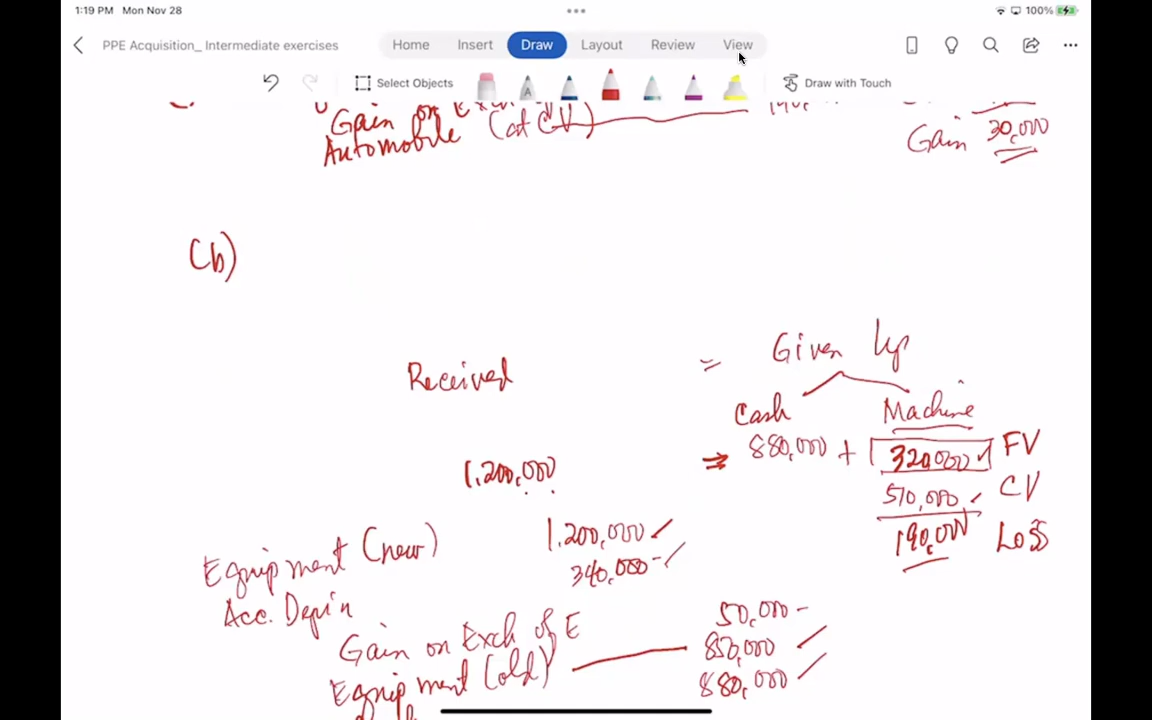 1:19 PM Mon Nov 28
100%
PPE Acquisition_ Intermediate exercises
Home Insert Draw Layout Review View
Select Objects
A
Draw with Touch
Gain on
Automobile (at CV)
Gain 30,000
(b)
Received = Given Up
Cash Machine
880,000 + 320,000 FV
1,200,000
510,000 CV
190,000 Loss
Equipment (new) 1,200,000
Acc. Dep'n 340,000
Gain on Exch of E 50,000
Equipment (old) 850,000
880,000